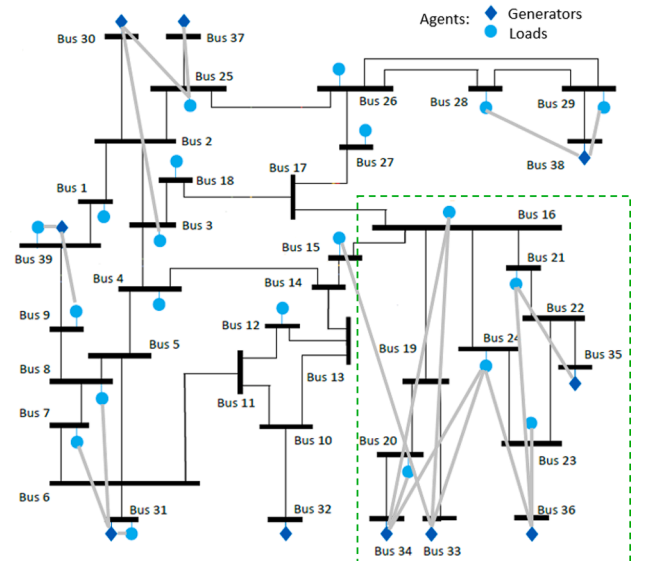 Agents: Generators
Loads
Bus 30
Bus 37
Bus 25
Bus 26
Bus 28
Bus 29
Bus 2
Bus 27
Bus 38
Bus 17
Bus 1
Bus 18
Bus 3
Bus 16
Bus 15
Bus 39
Bus 21
Bus 4
Bus 14
Bus 22
Bus 9
Bus 12
Bus 5
Bus 19
Bus 24
Bus 35
Bus 8
Bus 13
Bus 11
Bus 7
Bus 10
Bus 20
Bus 23
Bus 6
Bus 31
Bus 32
Bus 36
Bus 34 Bus 33